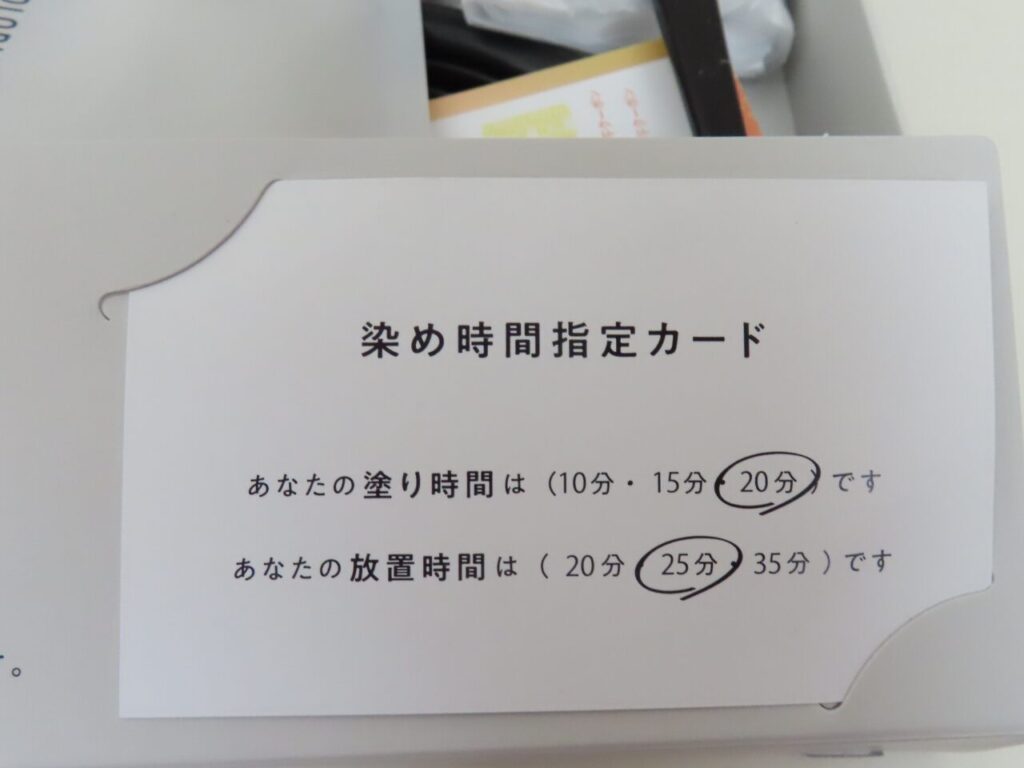 染め時間指定カード
あなたの塗り時間は（10分・15分・20分）です
あなたの放置時間は（20分・25分・35分）です
す。